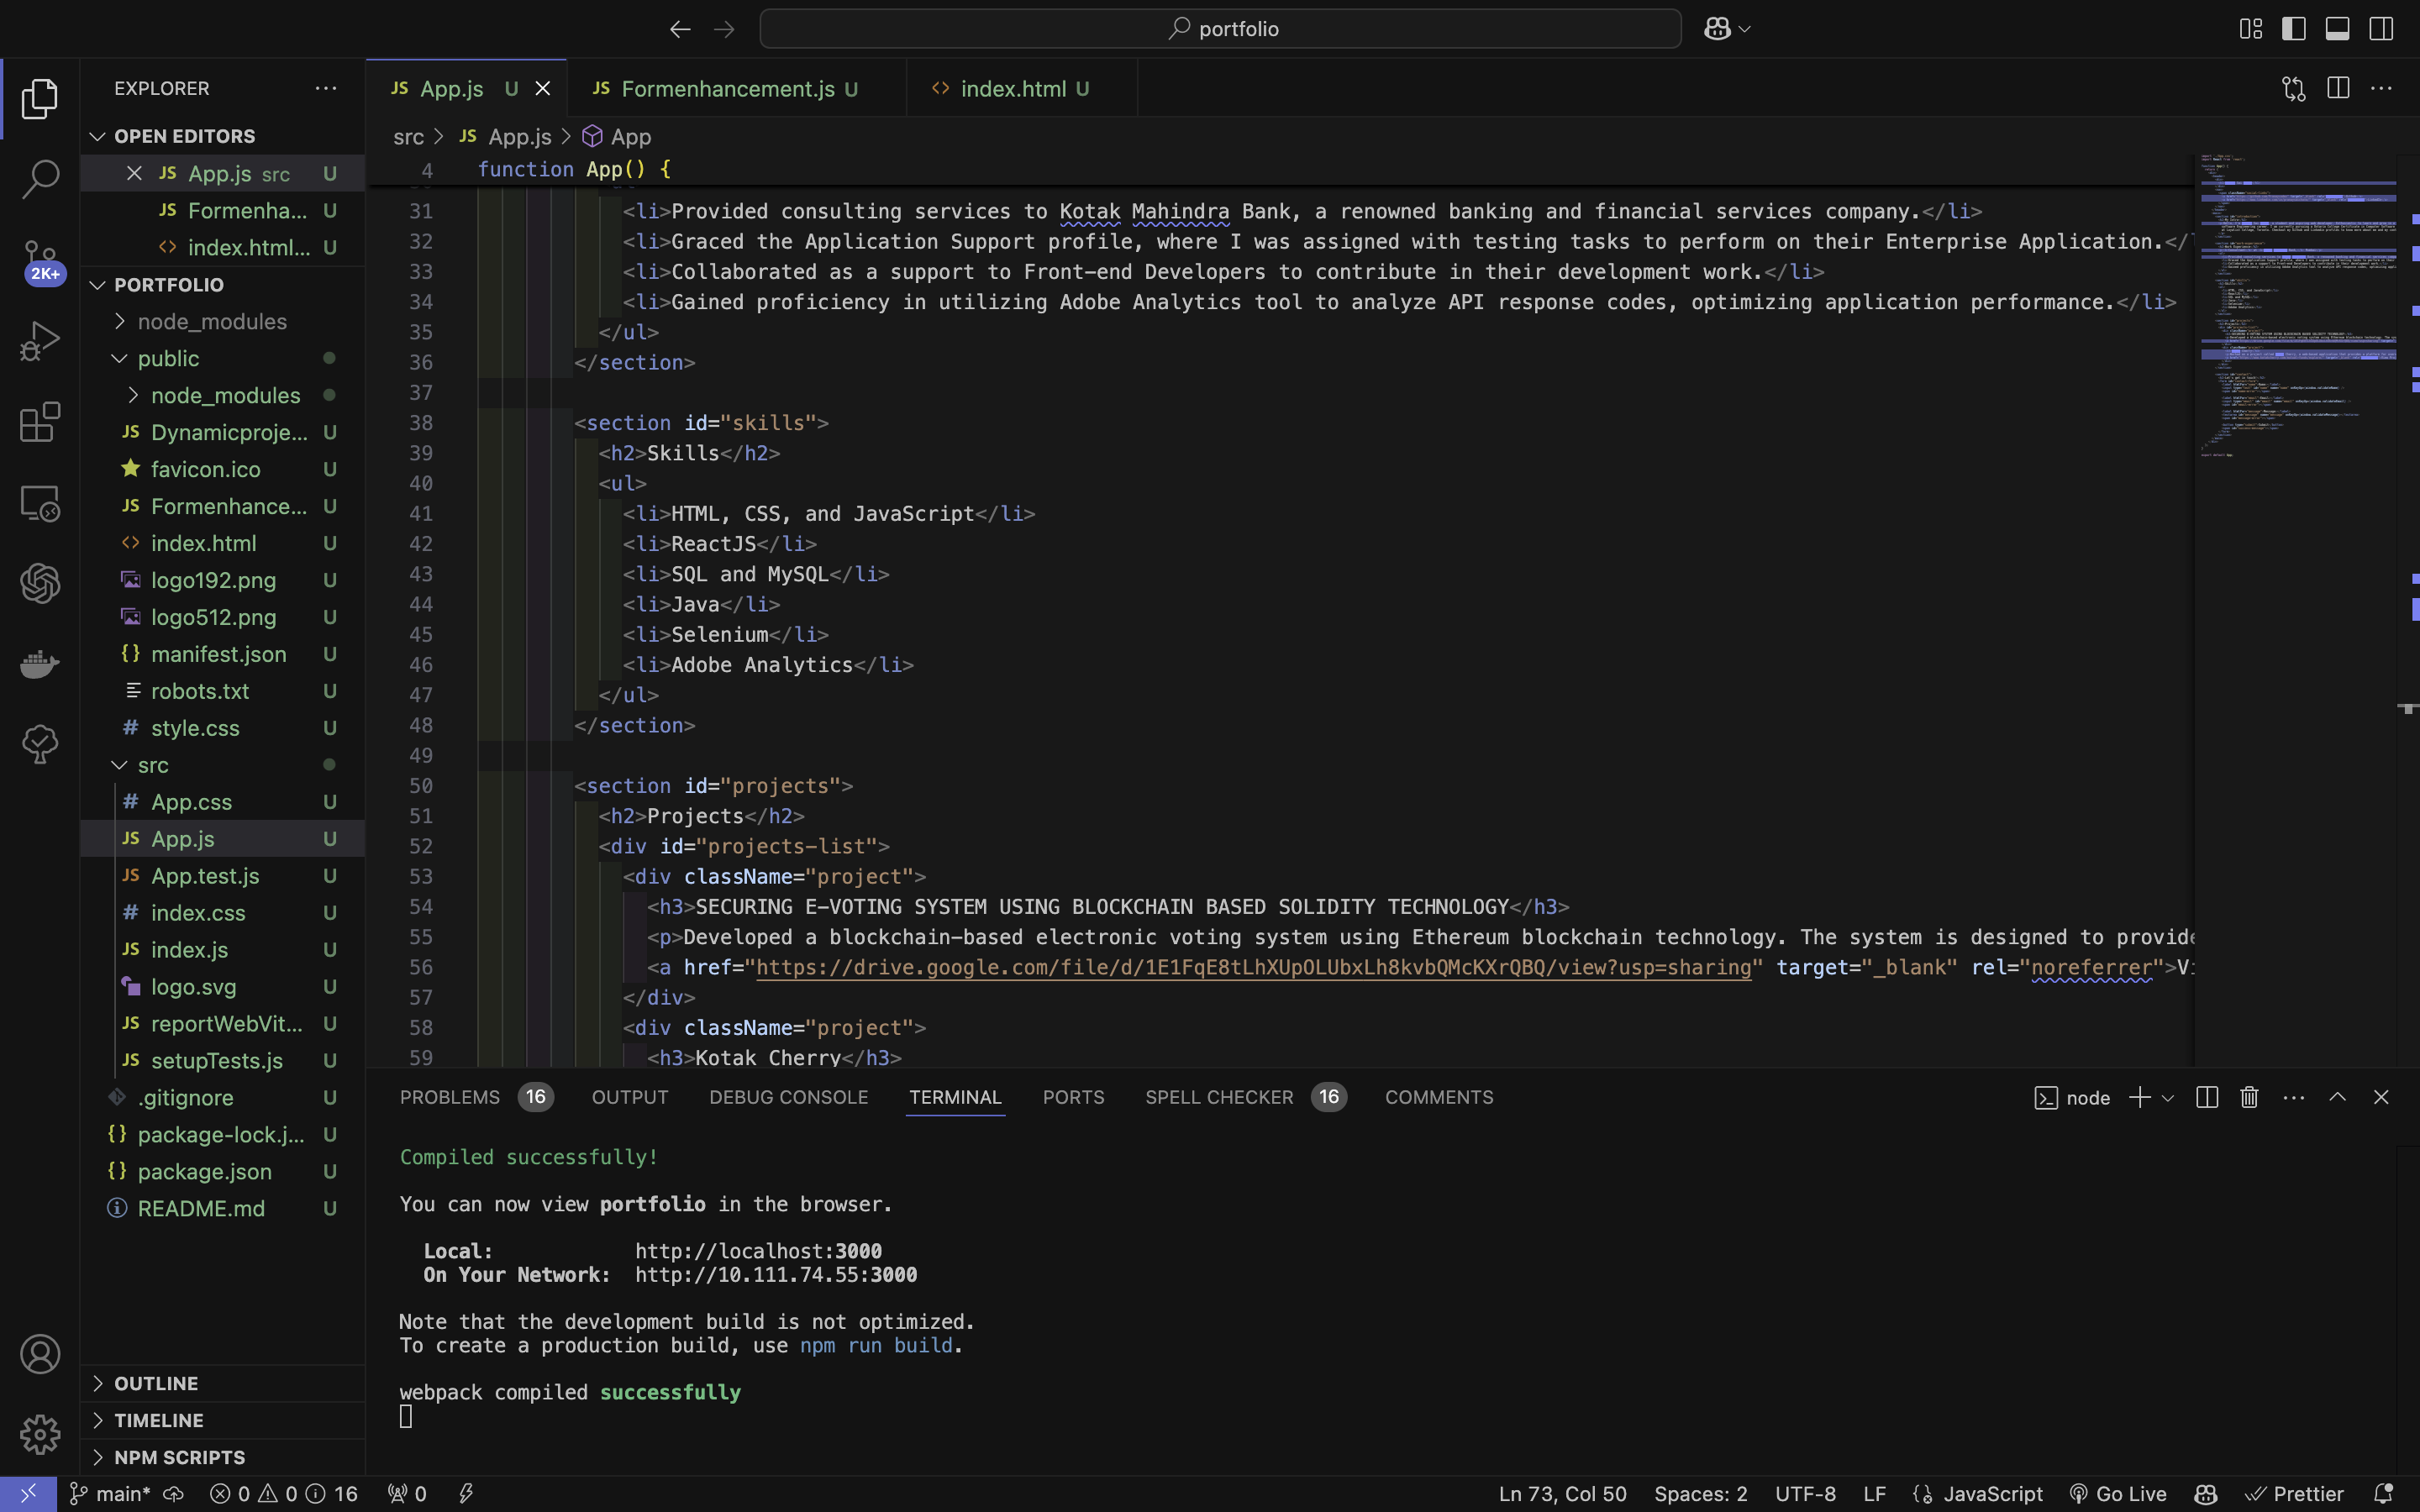 portfolio
EXPLORER
OPEN EDITORS
App.js src U
Formenha... U
index.html... U
2K+
PORTFOLIO
node_modules
public
node_modules
Dynamicproje... U
favicon.ico U
Formenhance... U
index.html U
logo192.png U
logo512.png U
manifest.json U
robots.txt U
style.css U
src
App.css U
App.js U
App.test.js U
index.css U
index.js U
logo.svg U
reportWebVit... U
setupTests.js U
.gitignore U
package-lock.j... U
package.json U
README.md U
OUTLINE
TIMELINE
NPM SCRIPTS
JS App.js U
JS Formenhancement.js U
<> index.html U
src > JS App.js > App
4 function App() {
31 <li>Provided consulting services to Kotak Mahindra Bank, a renowned banking and financial services company.</li>
32 <li>Graced the Application Support profile, where I was assigned with testing tasks to perform on their Enterprise Application.</
33 <li>Collaborated as a support to Front-end Developers to contribute in their development work.</li>
34 <li>Gained proficiency in utilizing Adobe Analytics tool to analyze API response codes, optimizing application performance.</li>
35 </ul>
36 </section>
37
38 <section id="skills">
39 <h2>Skills</h2>
40 <ul>
41 <li>HTML, CSS, and JavaScript</li>
42 <li>ReactJS</li>
43 <li>SQL and MySQL</li>
44 <li>Java</li>
45 <li>Selenium</li>
46 <li>Adobe Analytics</li>
47 </ul>
48 </section>
49
50 <section id="projects">
51 <h2>Projects</h2>
52 <div id="projects-list">
53 <div className="project">
54 <h3>SECURING E-VOTING SYSTEM USING BLOCKCHAIN BASED SOLIDITY TECHNOLOGY</h3>
55 <p>Developed a blockchain-based electronic voting system using Ethereum blockchain technology. The system is designed to provide
56 <a href="https://drive.google.com/file/d/1E1FqE8tLhXUpOLUbxLh8kvbQMcKXrQBQ/view?usp=sharing" target="_blank" rel="noreferrer">Vi
57 </div>
58 <div className="project">
59 <h3>Kotak Cherry</h3>
PROBLEMS 16 OUTPUT DEBUG CONSOLE TERMINAL PORTS SPELL CHECKER 16 COMMENTS node
Compiled successfully!
You can now view portfolio in the browser.
Local: http://localhost:3000
On Your Network: http://10.111.74.55:3000
Note that the development build is not optimized.
To create a production build, use npm run build.
webpack compiled successfully
main* 0 0 16 0 Ln 73, Col 50 Spaces: 2 UTF-8 LF JavaScript Go Live Prettier